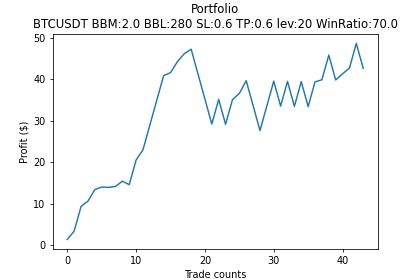 Portfolio
BTCUSDT BBM:2.0 BBL:280 SL:0.6 TP:0.6 lev:20 WinRatio:70.0
50
40
30
20
10
0
Profit ($)
0 10 20 30 40
Trade counts